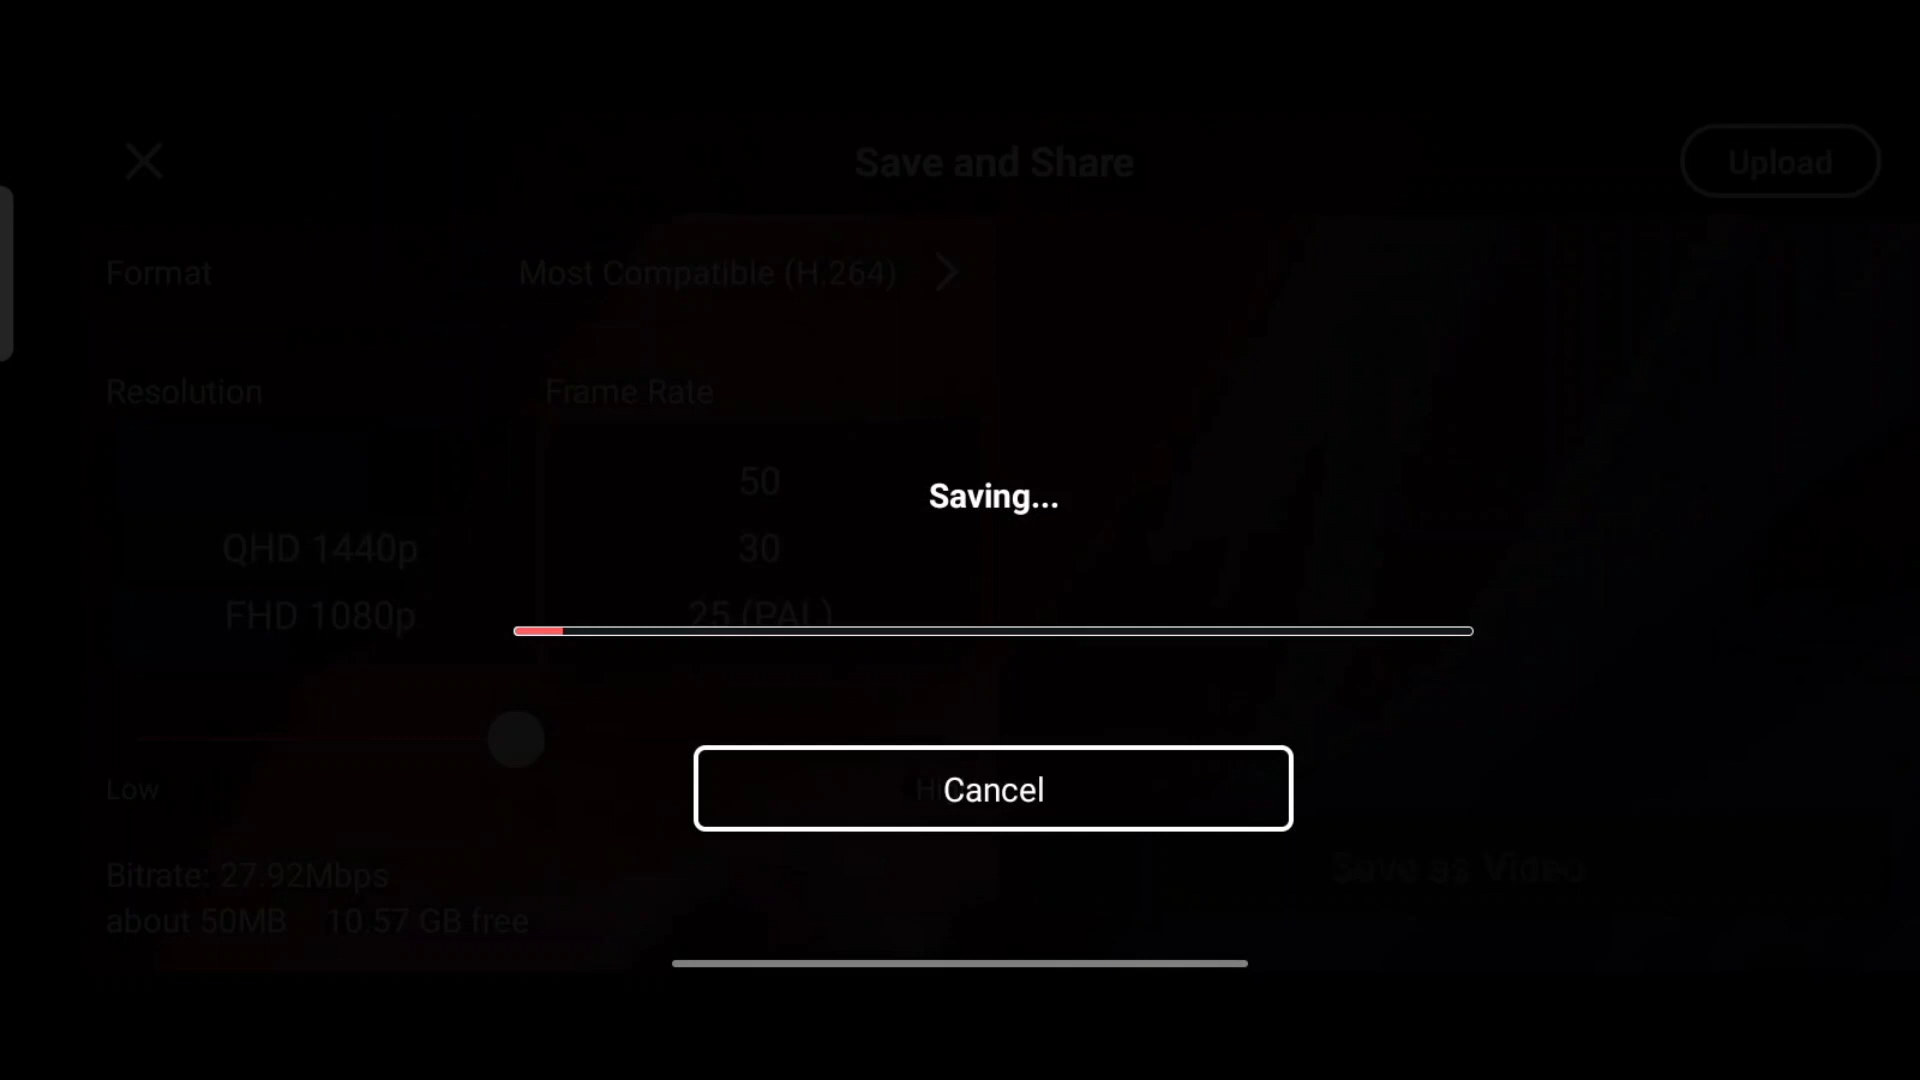 Save and Share
Upload
Format
Most Compatible (H.264)
Resolution
Frame Rate
50
Saving...
QHD 1440p
30
FHD 1080p
25 (PAL)
Low
Cancel
Bitrate: 27.92Mbps
Save as Video
about 50MB 10.57 GB free